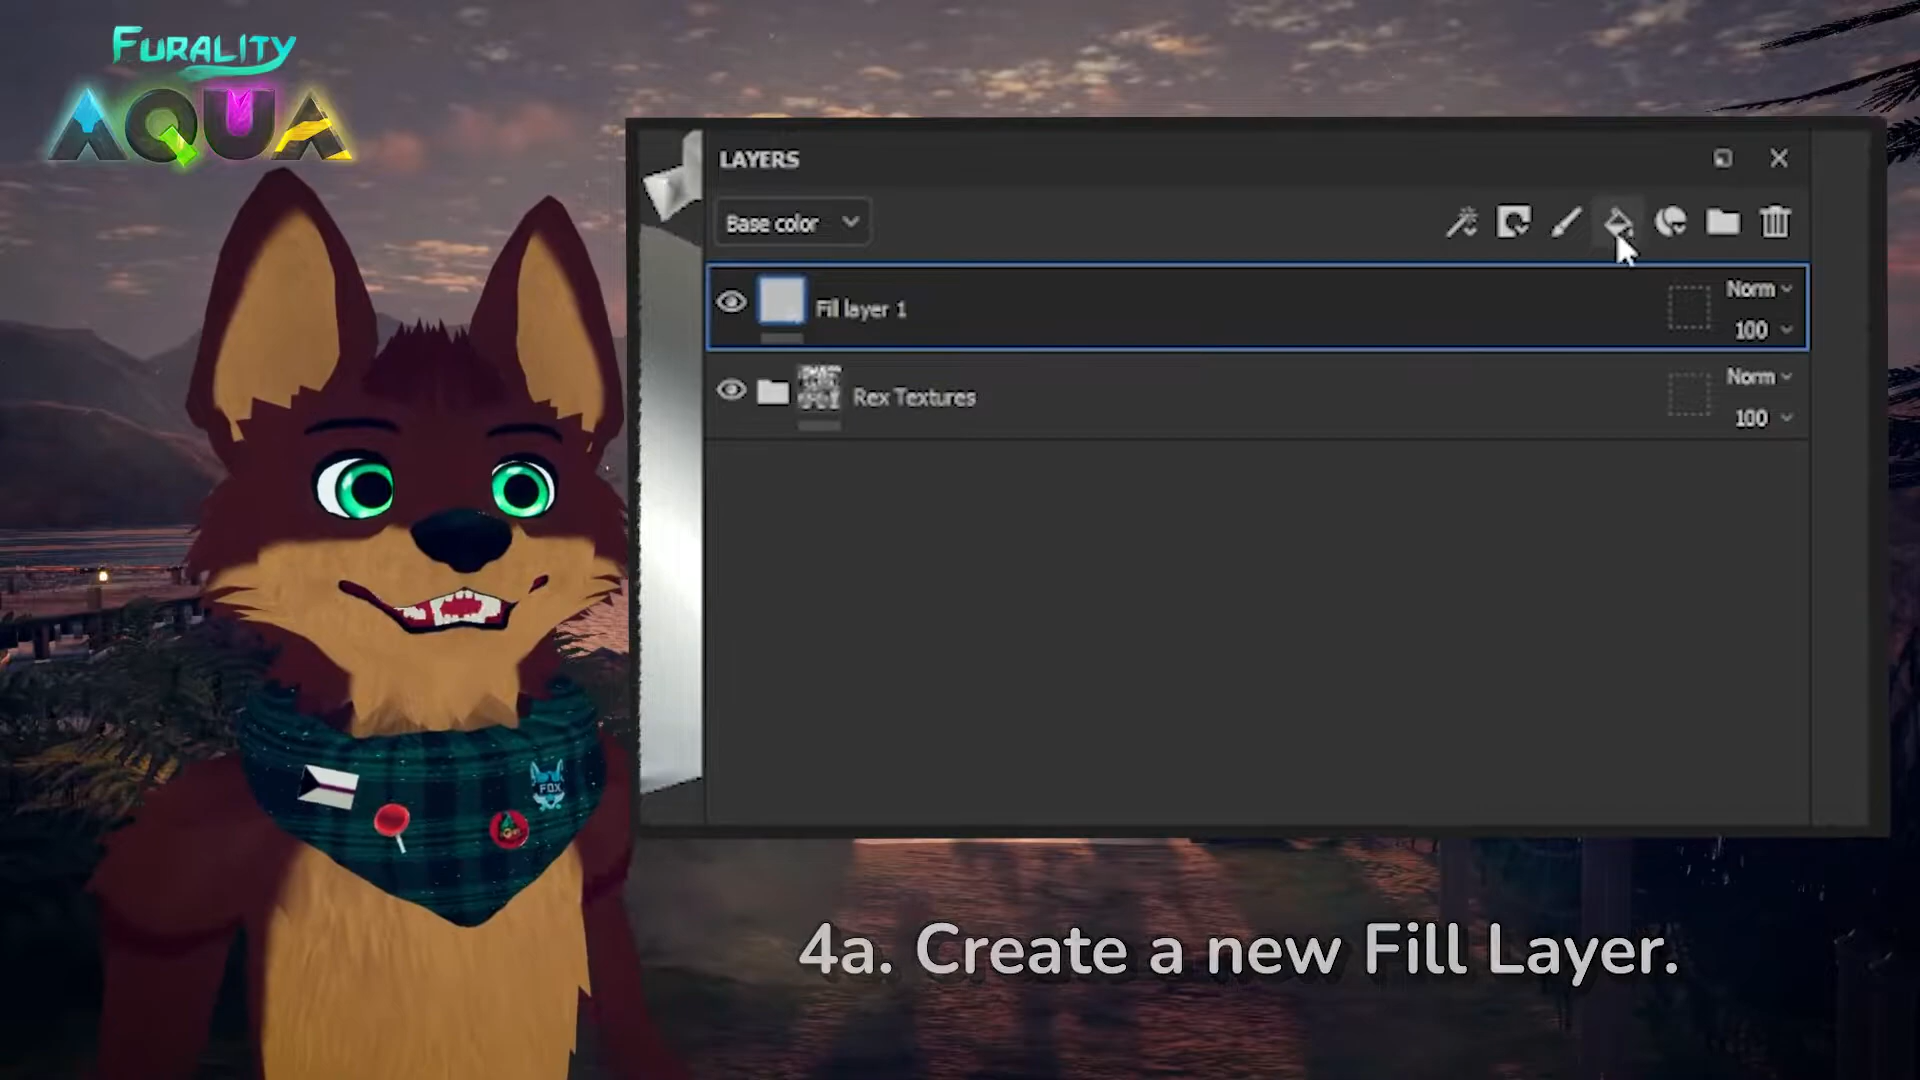 FURALITY
AQUA
LAYERS
Base color
Fill layer 1
Norm
100
Rex Textures
Norm
100
FOX
4a. Create a new Fill Layer.